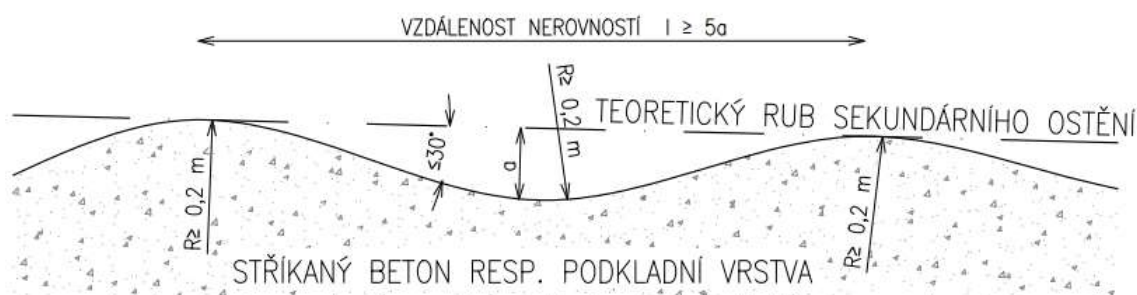 VZDÁLENOST NEROVNOSTÍ l ≥ 5a
R≥ 0,2 m
TEORETICKÝ RUB SEKUNDÁRNÍHO OSTĚNÍ
≤30°
a
R≥ 0,2 m
R≥ 0,2 m
STŘÍKANÝ BETON RESP. PODKLADNÍ VRSTVA